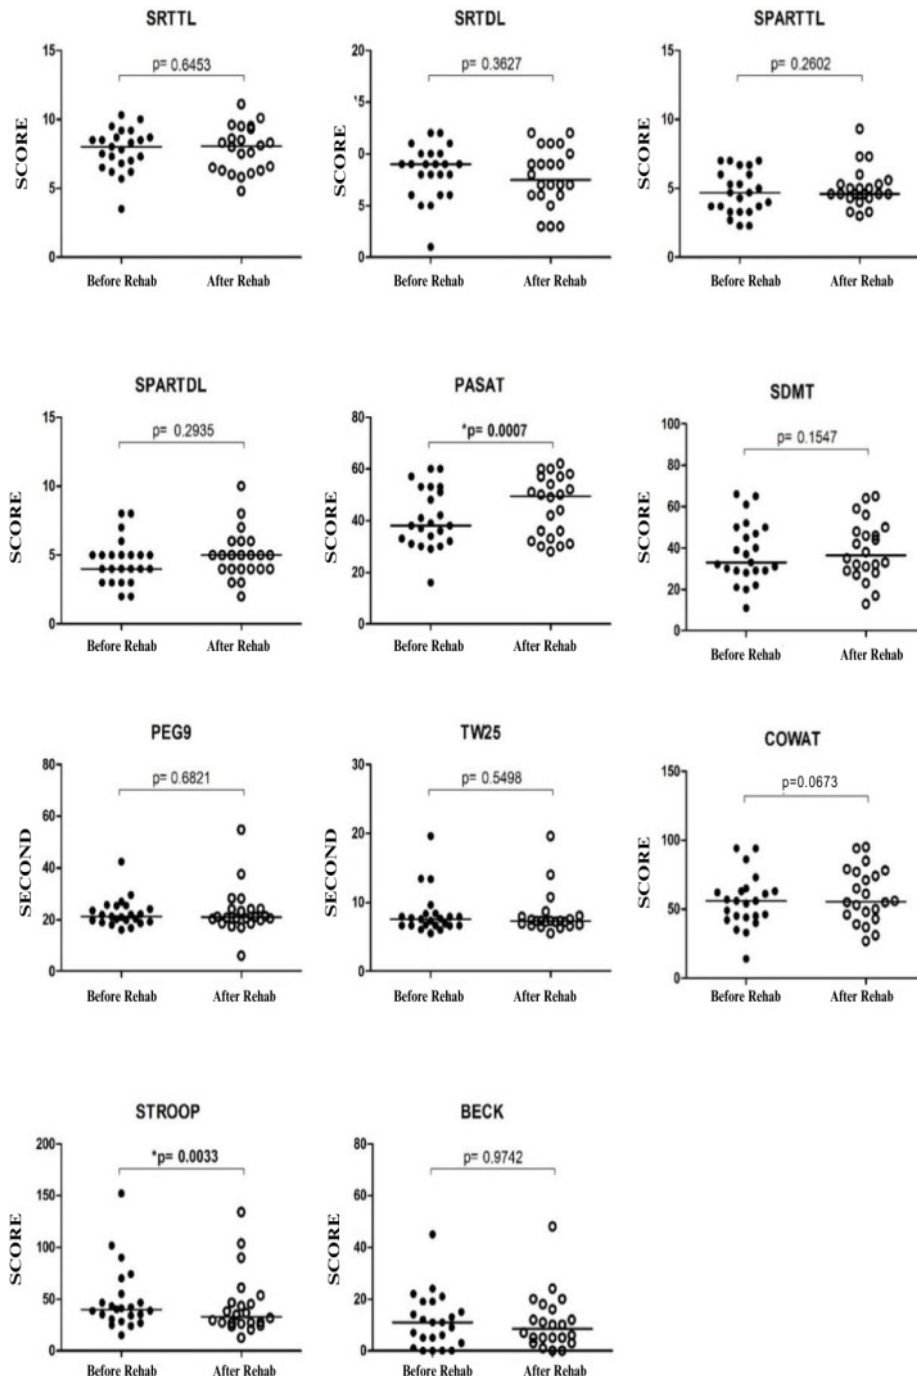 SRTTL
p= 0.6453
15
10
5
0
SCORE
Before Rehab After Rehab
SRTDL
p= 0.3627
20
'5
0
5
0
SCORE
Before Rehab After Rehab
SPARTTL
p= 0.2602
15
10
5
0
SCORE
Before Rehab After Rehab
SPARTDL
p= 0.2935
15
10
5
0
SCORE
Before Rehab After Rehab
PASAT
*p= 0.0007
80
60
40
20
0
SCORE
Before Rehab After Rehab
SDMT
p= 0.1547
100
80
60
40
20
0
SCORE
Before Rehab After Rehab
PEG9
p= 0.6821
80
60
40
20
0
SECOND
Before Rehab After Rehab
TW25
p= 0.5498
30
20
10
0
SECOND
Before Rehab After Rehab
COWAT
p=0.0673
150
100
50
0
SCORE
Before Rehab After Rehab
STROOP
*p= 0.0033
200
150
100
50
0
SCORE
Before Rehab After Rehab
BECK
p= 0.9742
80
60
40
20
0
SCORE
Before Rehab After Rehab